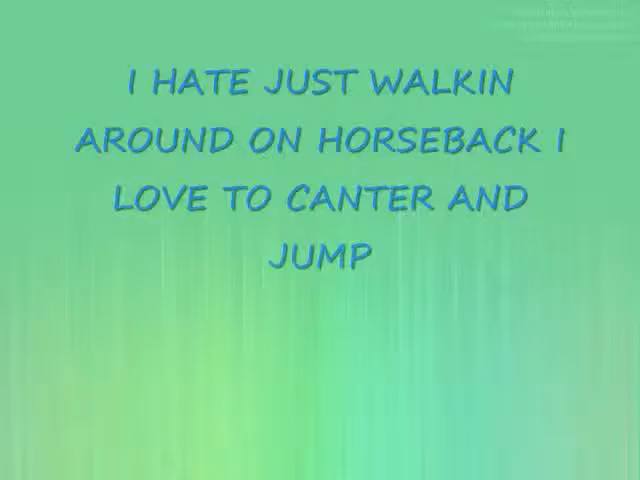 I HATE JUST WALKIN
AROUND ON HORSEBACK I
LOVE TO CANTER AND
JUMP